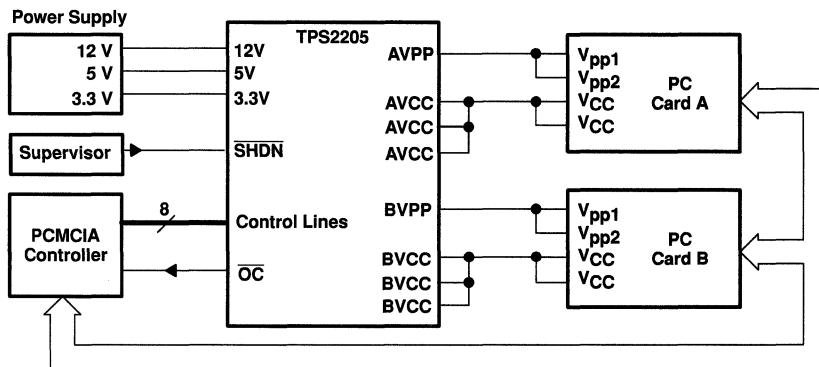 Power Supply
12 V
5 V
3.3 V
Supervisor
PCMCIA
Controller
8
TPS2205
12V
5V
3.3V
SHDN
Control Lines
OC
AVPP
AVCC
AVCC
AVCC
BVPP
BVCC
BVCC
BVCC
Vpp1
Vpp2
VCC
VCC
PC
Card A
Vpp1
Vpp2
VCC
VCC
PC
Card B